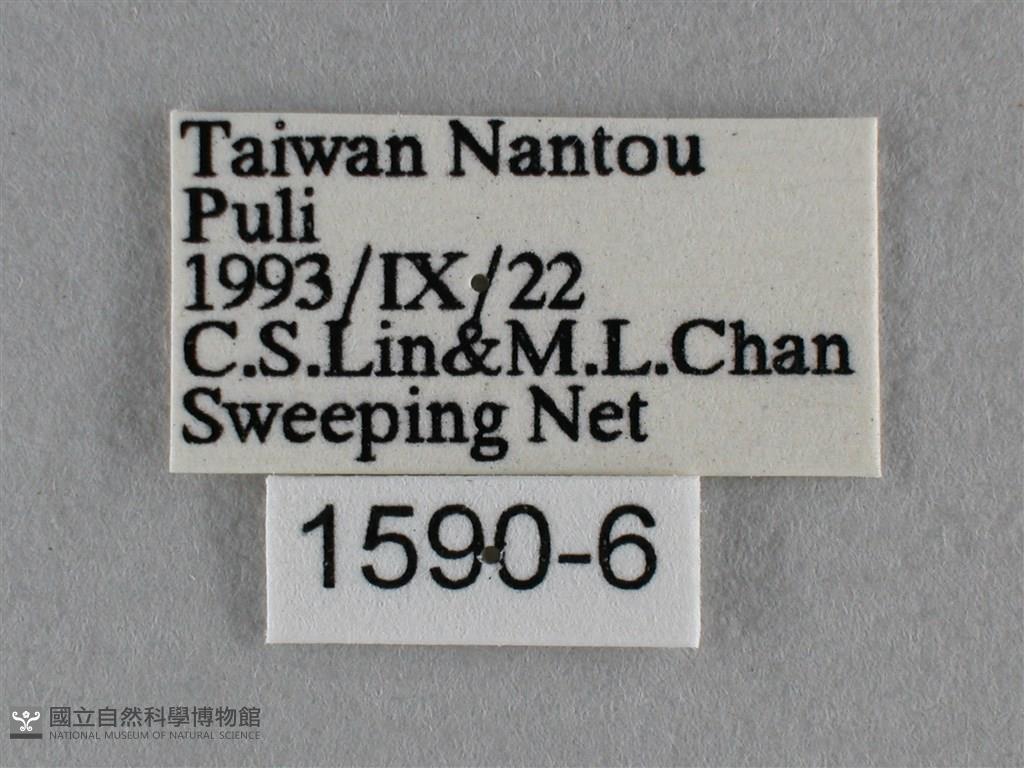 Taiwan Nantou
Puli
1993/IX/22
C.S.Lin&M.L.Chan
Sweeping Net
1590-6
國立自然科學博物館
NATIONAL MUSEUM OF NATURAL SCIENCE